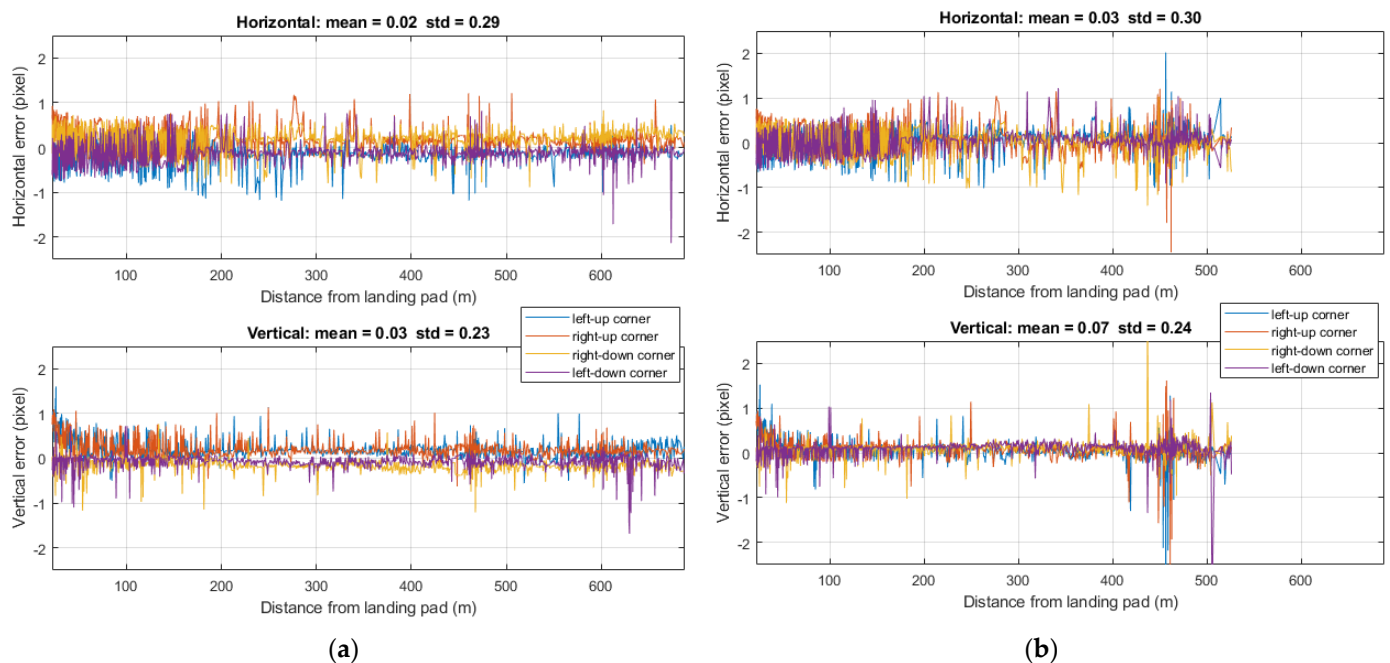 Horizontal: mean = 0.02 std = 0.29
Horizontal error (pixel)
2
1
0
-1
-2
100 200 300 400 500 600
Distance from landing pad (m)
Vertical: mean = 0.03 std = 0.23
Vertical error (pixel)
2
1
0
-1
-2
100 200 300 400 500 600
Distance from landing pad (m)
left-up corner
right-up corner
right-down corner
left-down corner
(a)
Horizontal: mean = 0.03 std = 0.30
Horizontal error (pixel)
2
1
0
-1
-2
100 200 300 400 500 600
Distance from landing pad (m)
Vertical: mean = 0.07 std = 0.24
Vertical error (pixel)
2
1
0
-1
-2
100 200 300 400 500 600
Distance from landing pad (m)
left-up corner
right-up corner
right-down corner
left-down corner
(b)